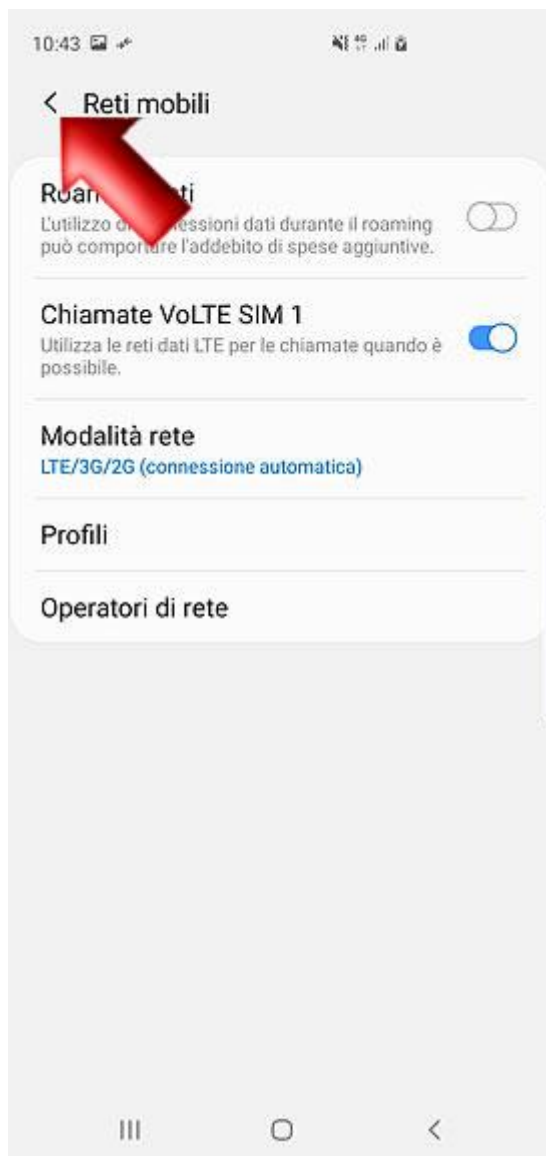 10:43
Reti mobili
L'utilizzo durante il roaming
può comportare l'addebito di spese aggiuntive.
Chiamate VoLTE SIM 1
Utilizza le reti dati LTE per le chiamate quando è
possibile.
Modalità rete
LTE/3G/2G (connessione automatica)
Profili
Operatori di rete